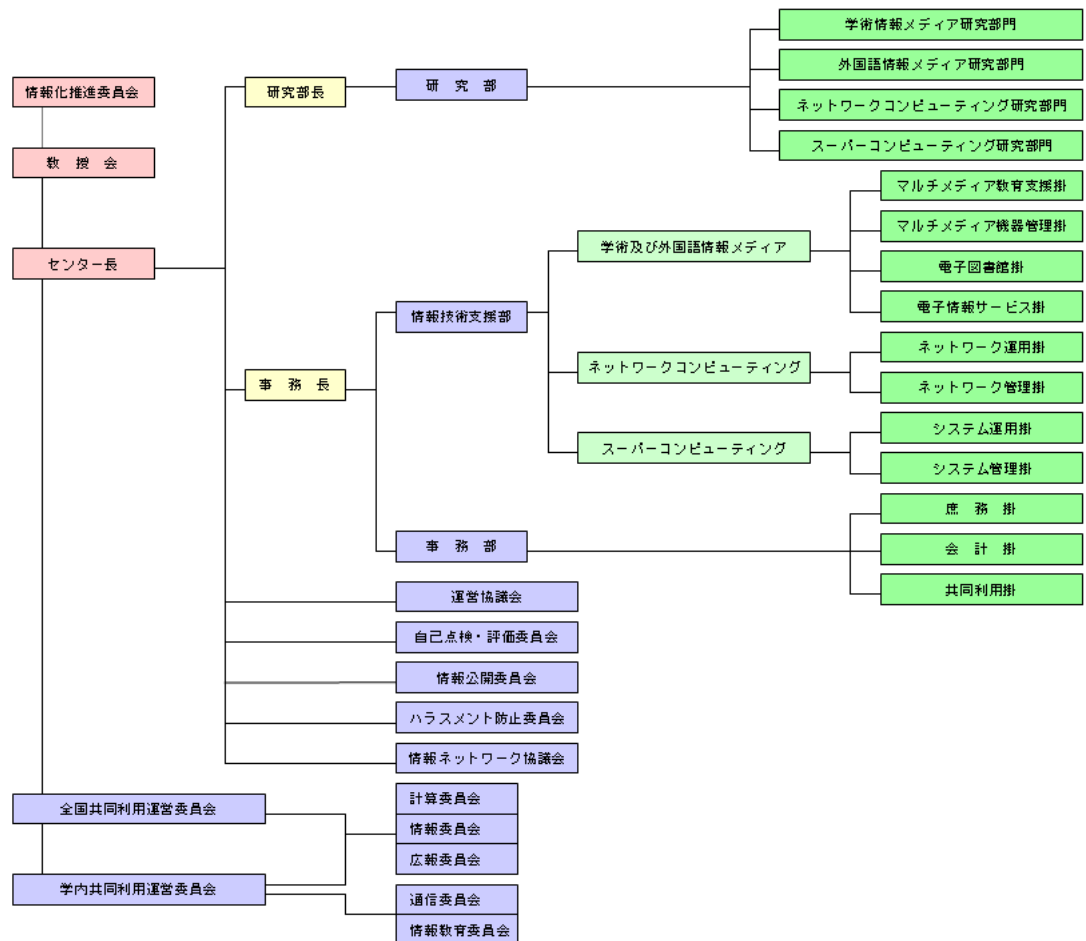 情報化推進委員会
教　授　会
センター長
研究部長
研　究　部
学術情報メディア研究部門
外国語情報メディア研究部門
ネットワークコンピューティング研究部門
スーパーコンピューティング研究部門
事　務　長
情報技術支援部
学術及び外国語情報メディア
マルチメディア教育支援掛
マルチメディア機器管理掛
電子図書館掛
電子情報サービス掛
ネットワークコンピューティング
ネットワーク運用掛
ネットワーク管理掛
スーパーコンピューティング
システム運用掛
システム管理掛
事　務　部
庶　務　掛
会　計　掛
共同利用掛
運営協議会
自己点検・評価委員会
情報公開委員会
ハラスメント防止委員会
情報ネットワーク協議会
全国共同利用運営委員会
計算委員会
情報委員会
広報委員会
学内共同利用運営委員会
通信委員会
情報教育委員会